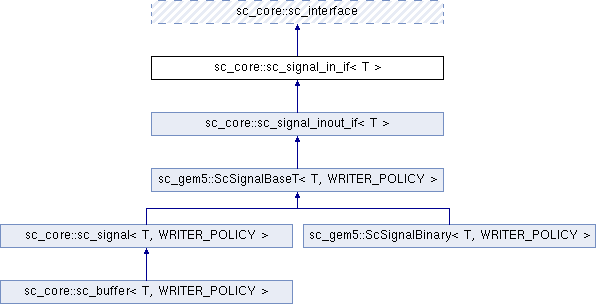 sc_core::sc_interface
sc_core::sc_signal_in_if< T >
sc_core::sc_signal_inout_if< T >
sc_gem5::ScSignalBaseT< T, WRITER_POLICY >
sc_core::sc_signal< T, WRITER_POLICY >
sc_gem5::ScSignalBinary< T, WRITER_POLICY >
sc_core::sc_buffer< T, WRITER_POLICY >